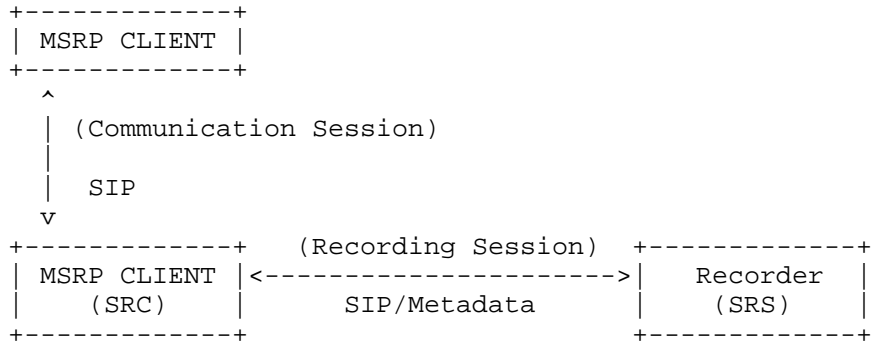 +-------------+
| MSRP CLIENT |
+-------------+
  ^
  | (Communication Session)
  |
  |  SIP
  v
+-------------+   (Recording Session)  +-------------+
| MSRP CLIENT |<---------------------->|   Recorder  |
|    (SRC)    |      SIP/Metadata      |    (SRS)    |
+-------------+                        +-------------+